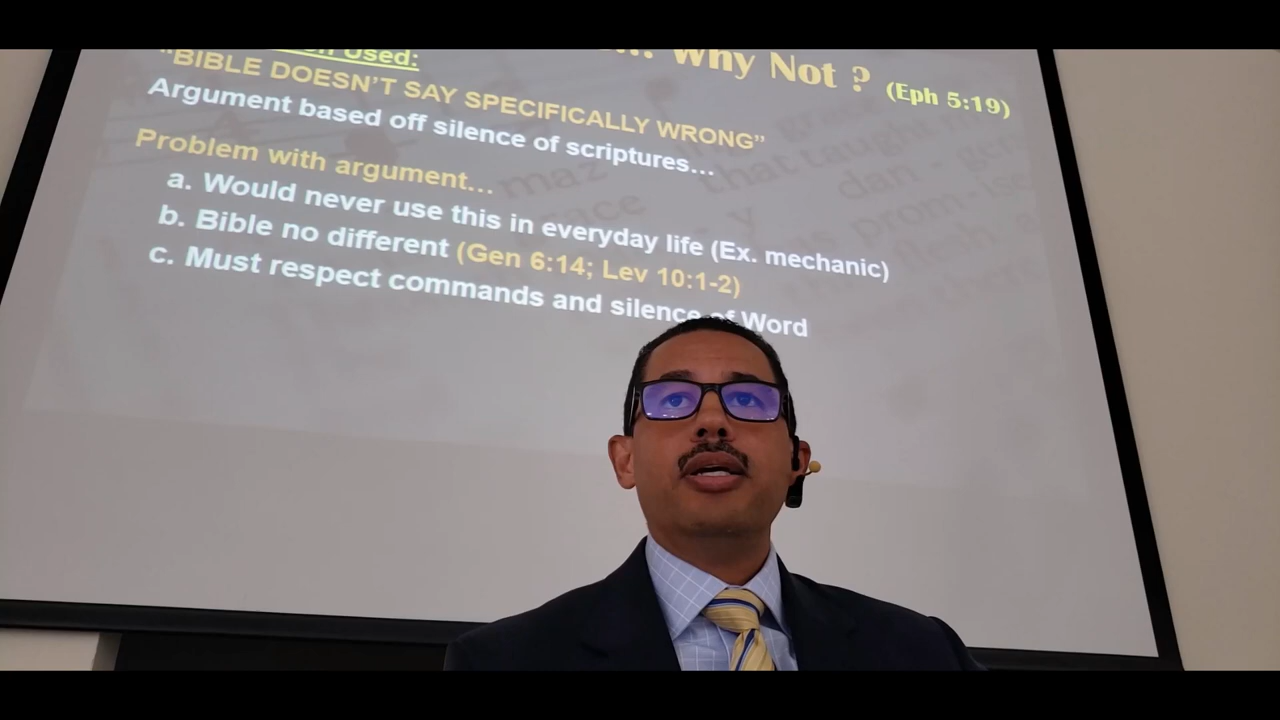 Used:
Why Not ? (Eph 5:19)
"BIBLE DOESN'T SAY SPECIFICALLY WRONG"
Argument based off silence of scriptures...
Problem with argument...
a. Would never use this in everyday life (Ex. mechanic)
b. Bible no different (Gen 6:14; Lev 10:1-2)
c. Must respect commands and silence of Word